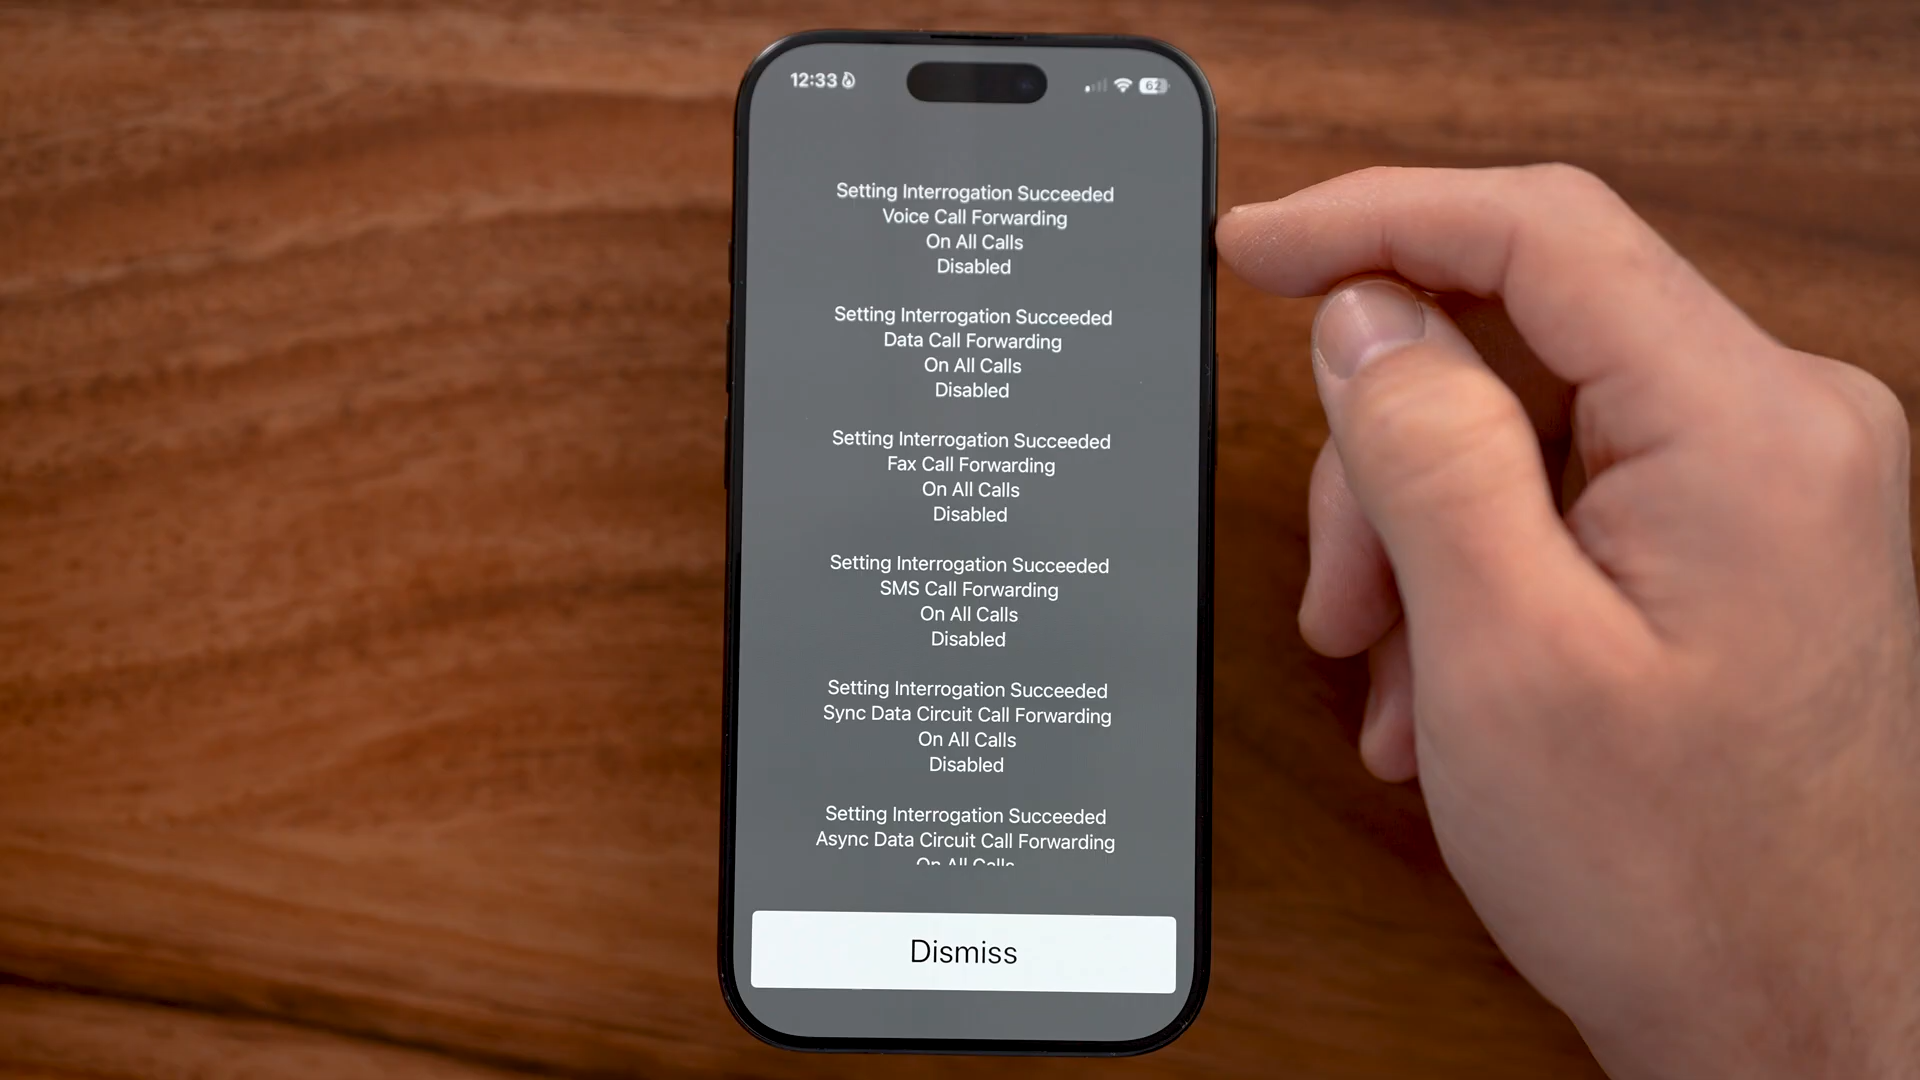 12:33
62
Setting Interrogation Succeeded
Voice Call Forwarding
On All Calls
Disabled
Setting Interrogation Succeeded
Data Call Forwarding
On All Calls
Disabled
Setting Interrogation Succeeded
Fax Call Forwarding
On All Calls
Disabled
Setting Interrogation Succeeded
SMS Call Forwarding
On All Calls
Disabled
Setting Interrogation Succeeded
Sync Data Circuit Call Forwarding
On All Calls
Disabled
Setting Interrogation Succeeded
Async Data Circuit Call Forwarding
On All Calls
Dismiss